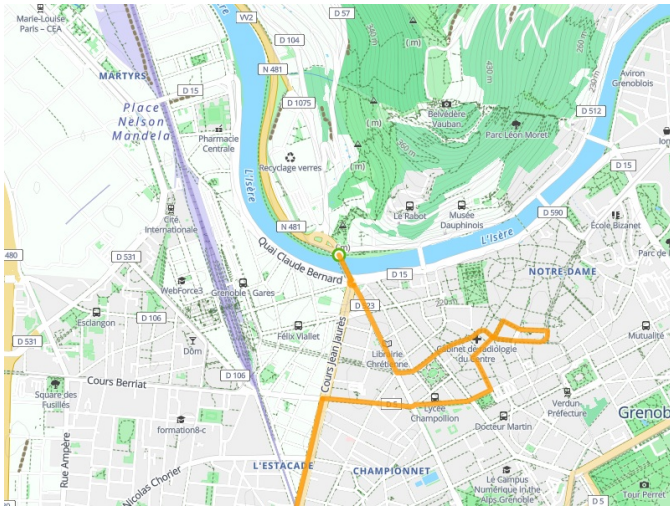 Marie-Louise
Paris – CEA
VV2
D 57
D 104
340 m
( m)
260 m
230 m
MARTYRS
N 481
430 m
Aviron
Grenoblois
D 15
D 1075
Place
Nelson
Mandela
Belvédère
Vauban
D 512
( m)
Parc Léon Moret
Pharmacie
Centrale
360 m
L'Isère
Recyclage verres
( m)
D 15
Le Rabot
Musée
Dauphinois
D 590
Cité
Internationale
N 481
L'Isère
École Bizanet
480
D 531
Quai Claude Bernard
D 15
NOTRE DAME
WebForce3
Grenoble - Gares
Esclangon
D 106
Félix Viallet
Mutualité
D 531
Dôm
Cours Jean Jaurès
Librairie
Chrétienne
Cabinet de radiologie
du Centre
D 106
Cours Berriat
Square des
Fusillés
Lycée
Champollion
Verdun-
Préfecture
Grenob
formation8-c
Docteur Martin
Rue Ampère
L'ESTACADE
CHAMPIONNET
Nicolas Chorier
Le Campus
Numérique in the
Alps Grenoble
Tour Perret
D 5